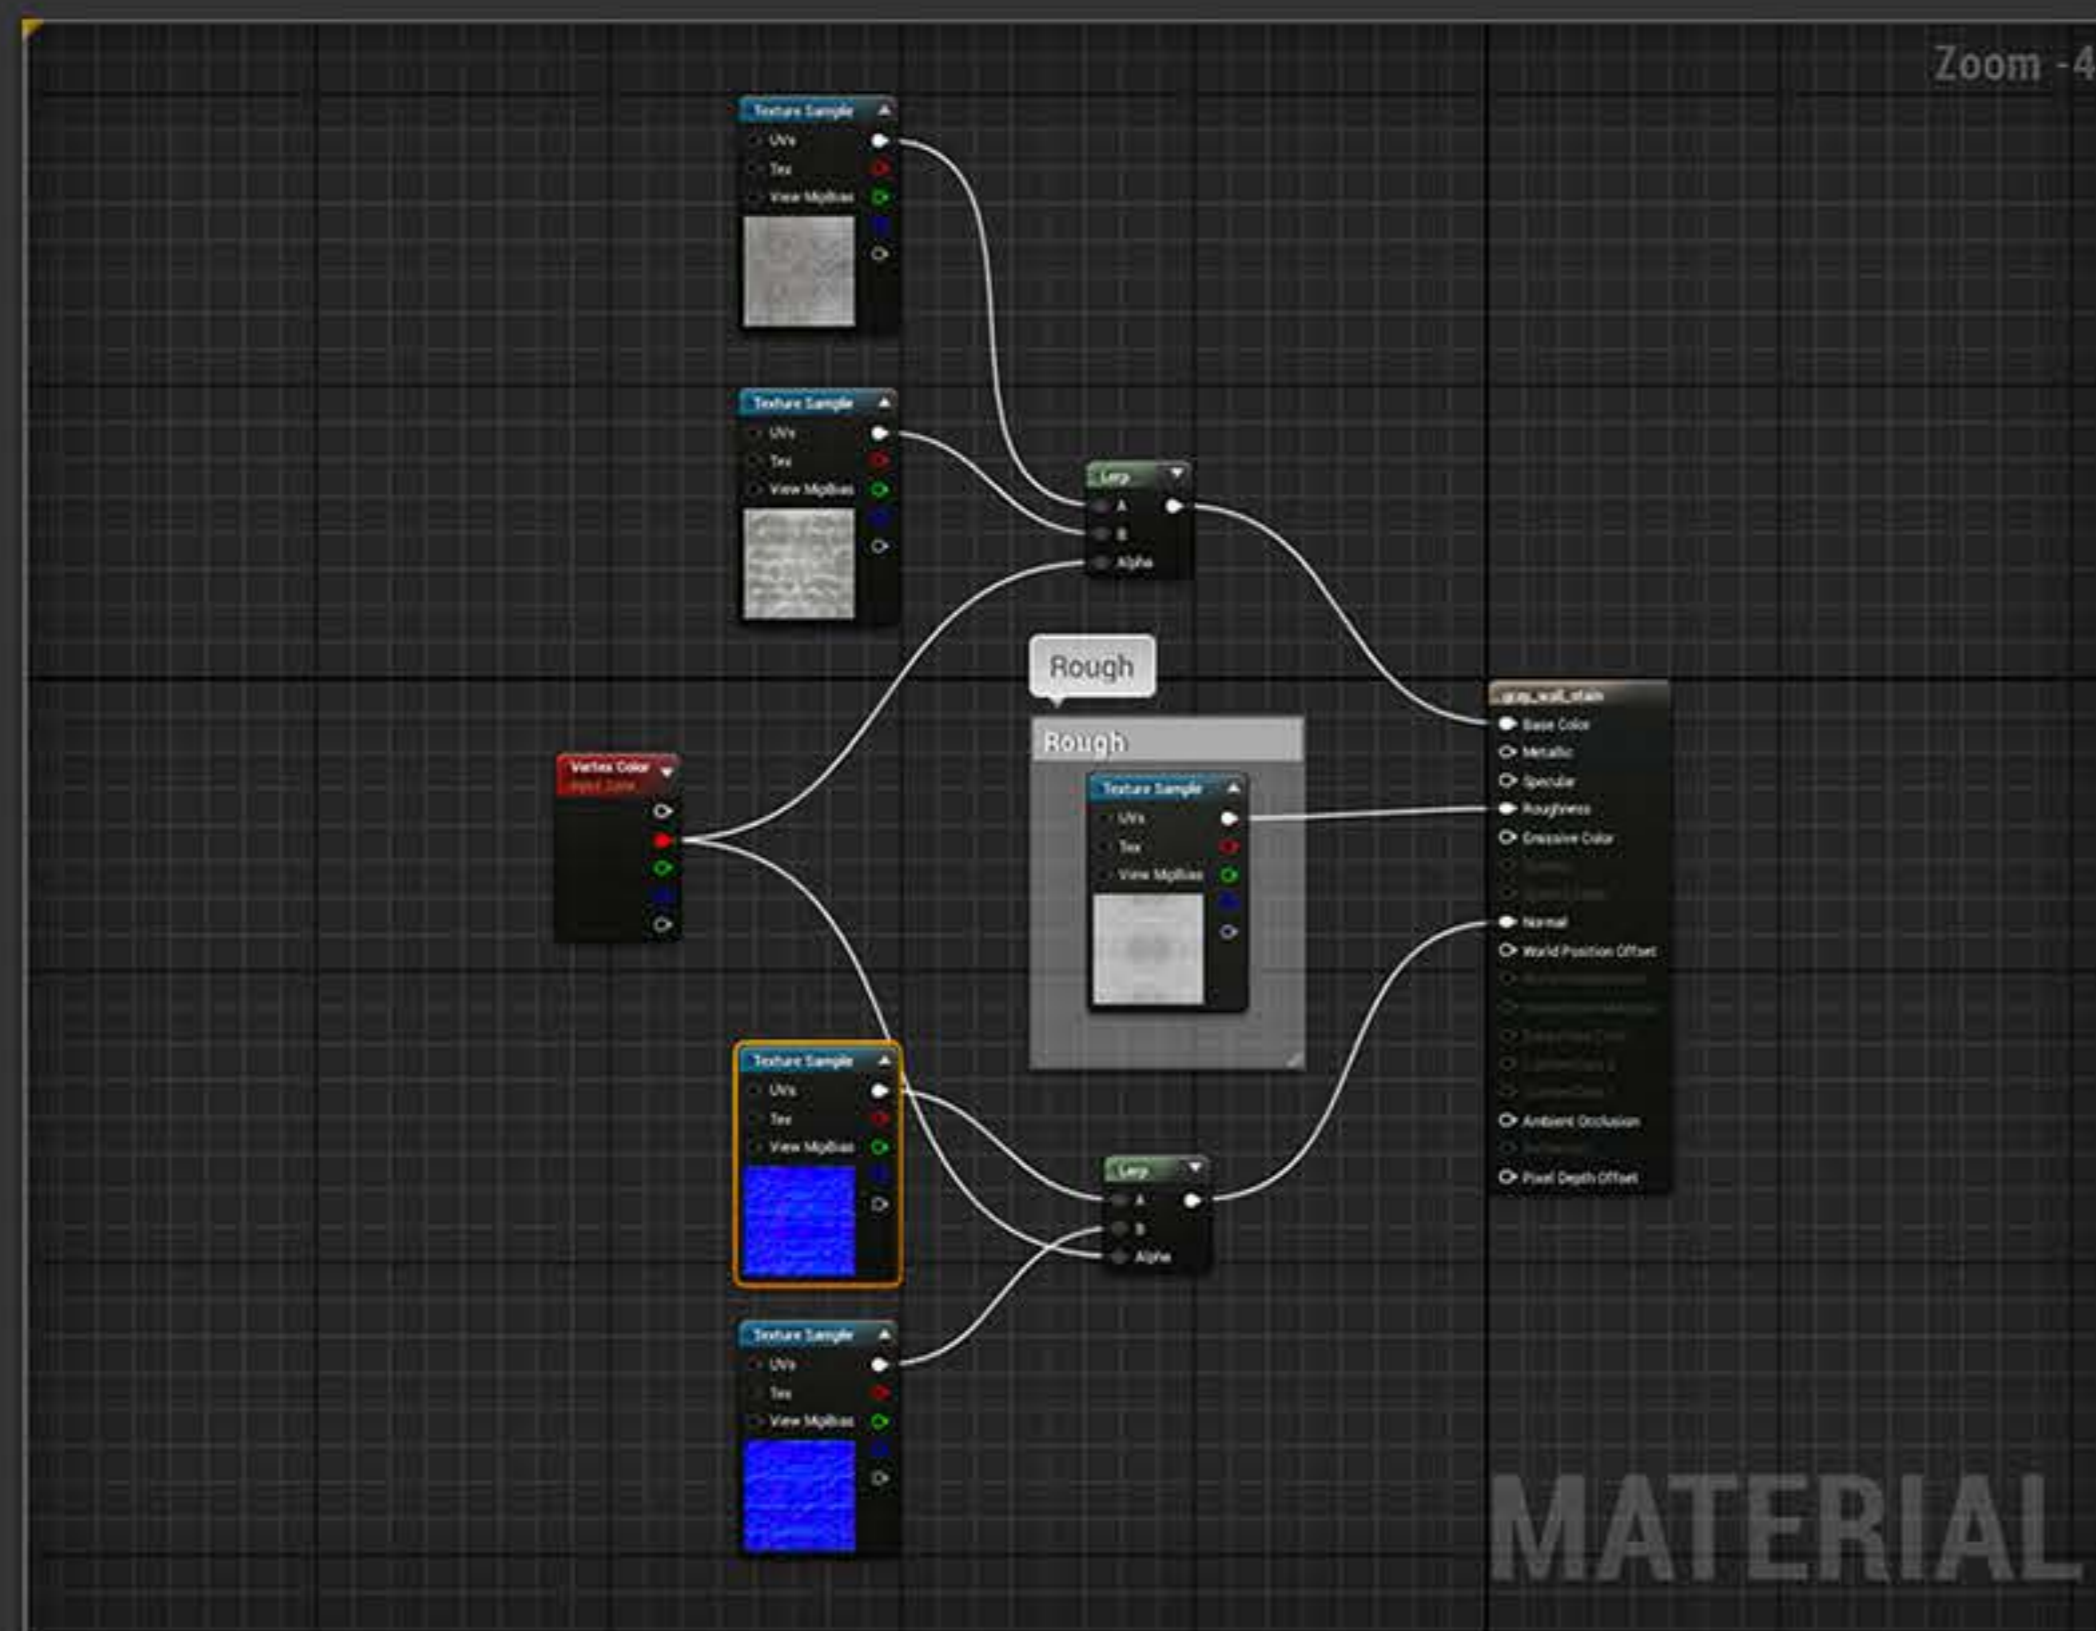 Zoom -4
Texture Sample
UVs
Tex
View MipBias
Texture Sample
UVs
Tex
View MipBias
Lerp
A
B
Alpha
Rough
Rough
Texture Sample
UVs
Tex
View MipBias
Vertex Color
Input Data
gray_wall_stain
Base Color
Metallic
Specular
Roughness
Emissive Color
Normal
World Position Offset
Ambient Occlusion
Pixel Depth Offset
Texture Sample
UVs
Tex
View MipBias
Lerp
A
B
Alpha
Texture Sample
UVs
Tex
View MipBias
MATERIAL